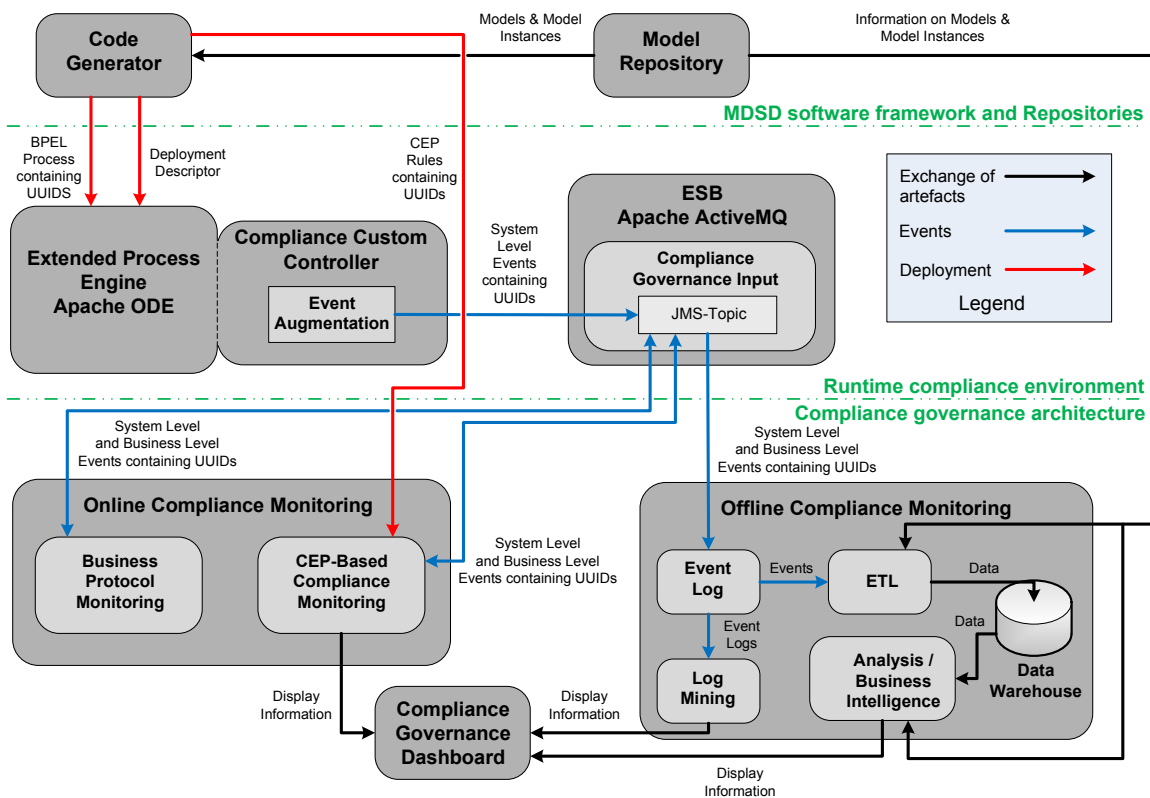 Code
Generator
Models & Model
Instances
Model
Repository
Information on Models &
Model Instances
MDSD software framework and Repositories
BPEL
Process
containing
UUIDS
Deployment
Descriptor
CEP
Rules
containing
UUIDs
Extended Process
Engine
Apache ODE
Compliance Custom
Controller
Event
Augmentation
System
Level
Events
containing
UUIDs
ESB
Apache ActiveMQ
Compliance
Governance Input
JMS-Topic
Exchange of
artefacts
Events
Deployment
Legend
Runtime compliance environment
Compliance governance architecture
System Level
and Business Level
Events containing UUIDs
System Level
and Business Level
Events containing UUIDs
Online Compliance Monitoring
Business
Protocol
Monitoring
CEP-Based
Compliance
Monitoring
System Level
and Business Level
Events containing UUIDs
Offline Compliance Monitoring
Event
Log
Events
ETL
Data
Data
Event
Logs
Log
Mining
Analysis /
Business
Intelligence
Data
Warehouse
Display
Information
Compliance
Governance
Dashboard
Display
Information
Display
Information